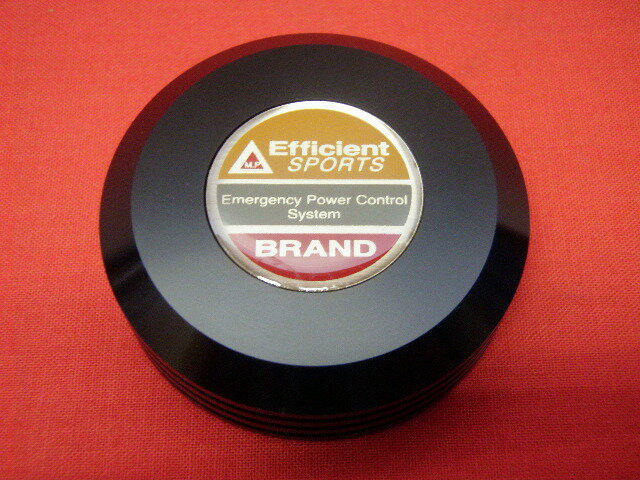 Efficient
M.P SPORTS
Emergency Power Control
System
BRAND